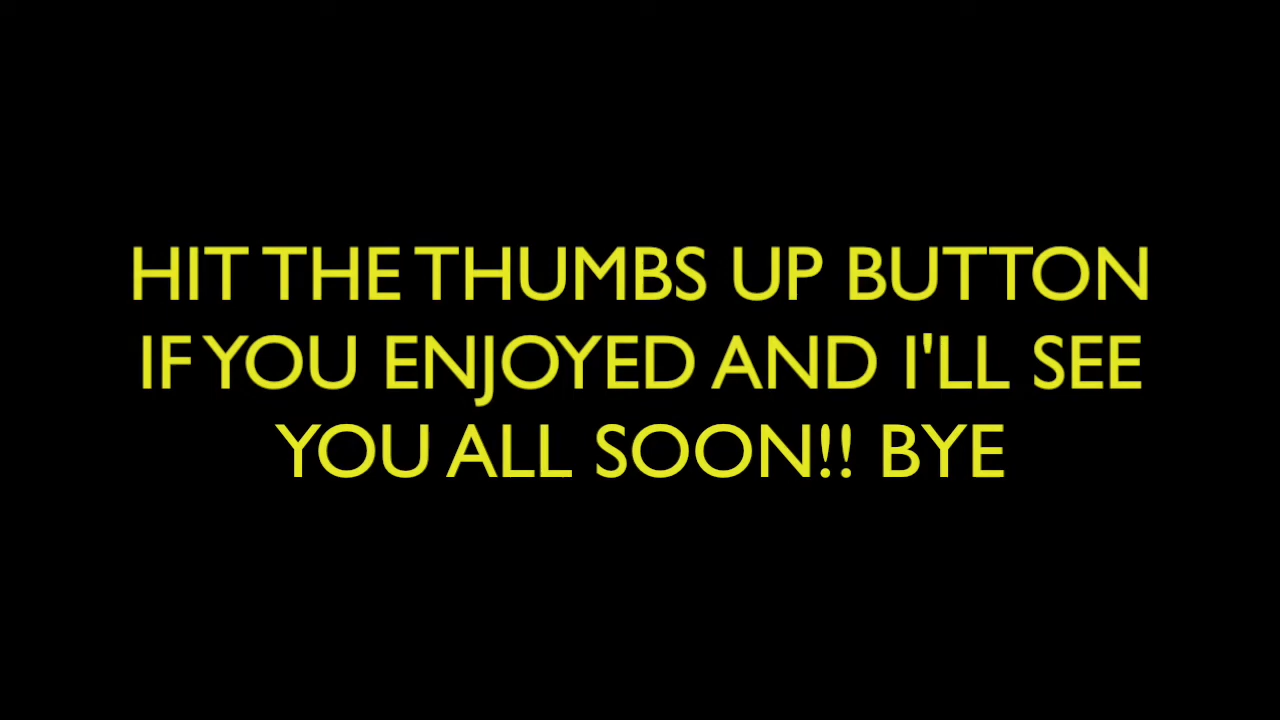 HIT THE THUMBS UP BUTTON
IF YOU ENJOYED AND I'LL SEE
YOU ALL SOON!! BYE